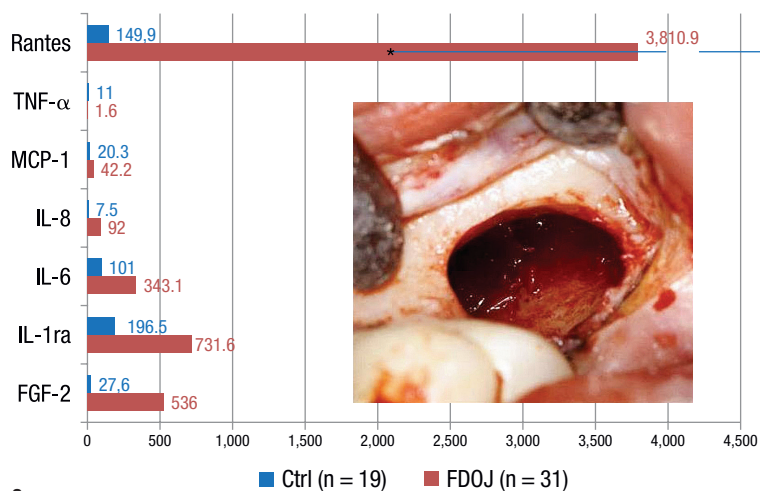 Rantes
149,9
3,810.9
*
TNF-α
11
1.6
MCP-1
20.3
42.2
IL-8
7.5
92
IL-6
101
343.1
IL-1ra
196.5
731.6
FGF-2
27,6
536
0 500 1,000 1,500 2,000 2,500 3,000 3,500 4,000 4,500
Ctrl (n = 19) FDOJ (n = 31)